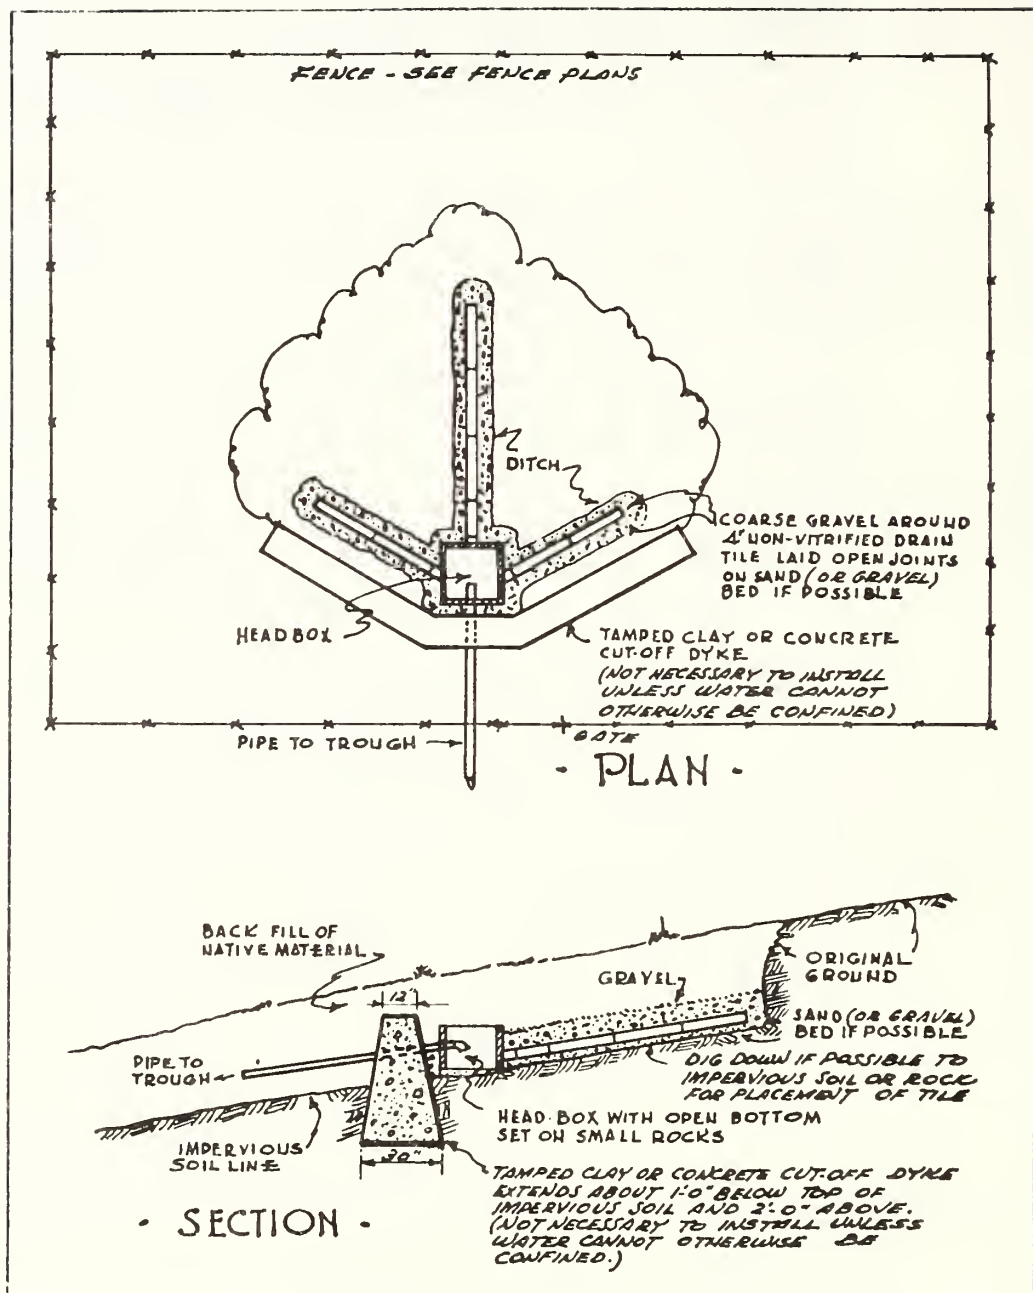 FENCE - SEE FENCE PLANS
DITCH
COARSE GRAVEL AROUND
4" NON-VITRIFIED DRAIN
TILE LAID OPEN JOINTS
ON SAND (OR GRAVEL)
BED IF POSSIBLE
HEAD BOX
TAMPED CLAY OR CONCRETE
CUT-OFF DYKE
(NOT NECESSARY TO INSTALL
UNLESS WATER CANNOT
OTHERWISE BE CONFINED)
GATE
PIPE TO TROUGH
- PLAN -
BACK FILL OF
NATIVE MATERIAL
12"
GRAVEL
ORIGINAL
GROUND
SAND (OR GRAVEL)
BED IF POSSIBLE
PIPE TO
TROUGH
DIG DOWN IF POSSIBLE TO
IMPERVIOUS SOIL OR ROCK
FOR PLACEMENT OF TILE
HEAD-BOX WITH OPEN BOTTOM
SET ON SMALL ROCKS
IMPERVIOUS
SOIL LINE
30"
TAMPED CLAY OR CONCRETE CUT-OFF DYKE
EXTENDS ABOUT 1'-0" BELOW TOP OF
IMPERVIOUS SOIL AND 2'-0" ABOVE.
(NOT NECESSARY TO INSTALL UNLESS
WATER CANNOT OTHERWISE BE
CONFINED.)
- SECTION -